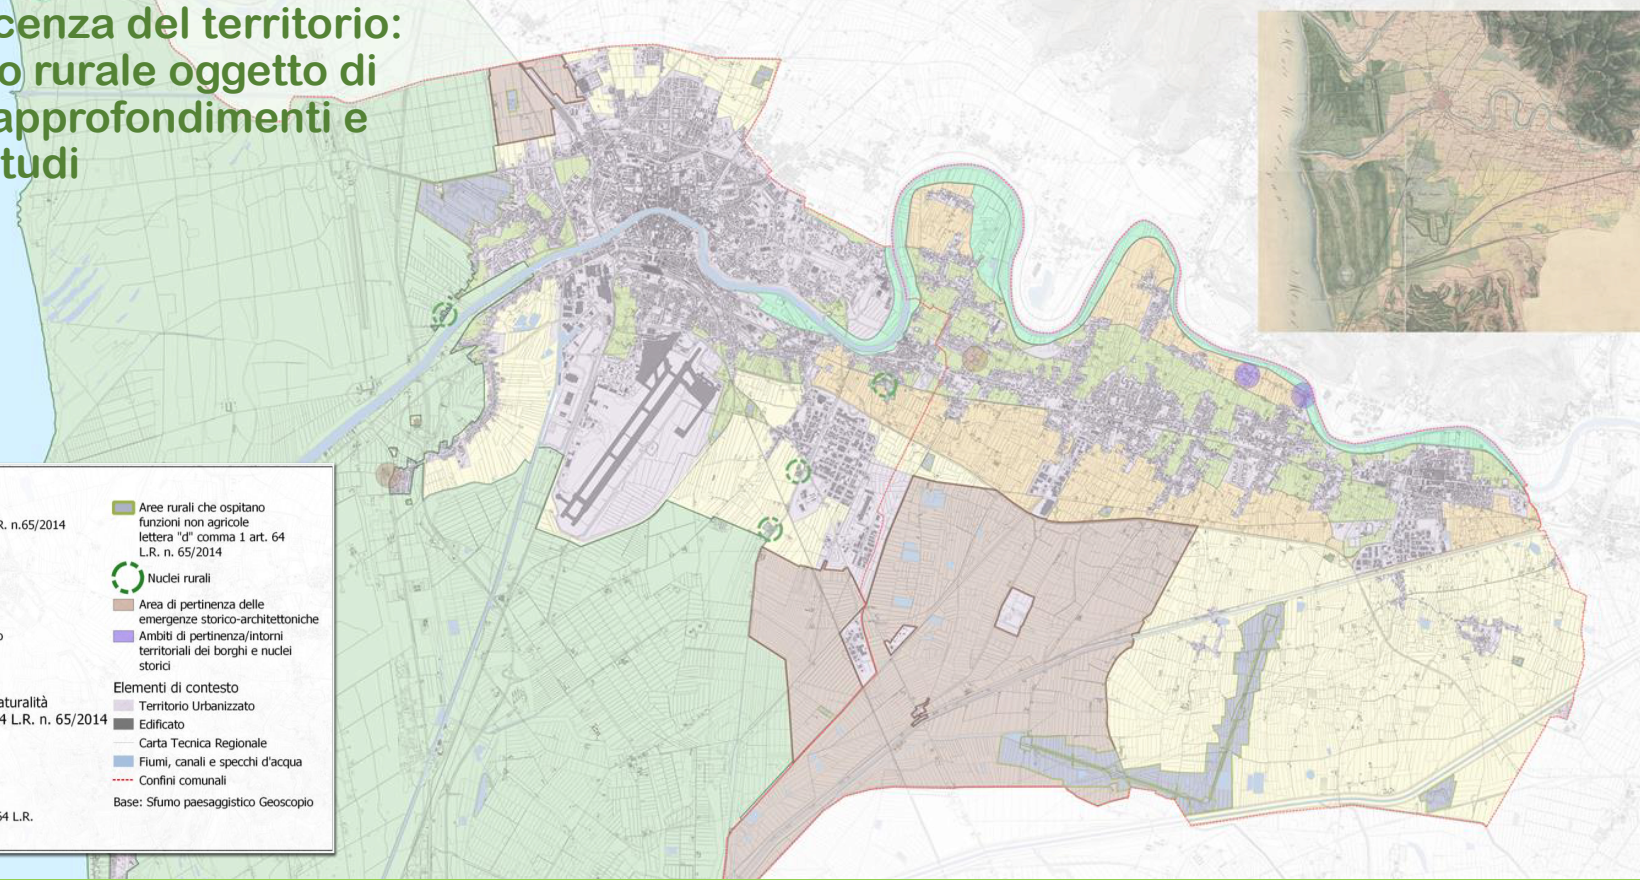 cenza del territorio:
o rurale oggetto di
approfondimenti e
tudi
R. n.65/2014
o
aturalità
4 L.R. n. 65/2014
64 L.R.
Aree rurali che ospitano
funzioni non agricole
lettera "d" comma 1 art. 64
L.R. n. 65/2014
Nuclei rurali
Area di pertinenza delle
emergenze storico-architettoniche
Ambiti di pertinenza/intorni
territoriali dei borghi e nuclei
storici
Elementi di contesto
Territorio Urbanizzato
Edificato
Carta Tecnica Regionale
Fiumi, canali e specchi d'acqua
Confini comunali
Base: Sfumo paesaggistico Geoscopio